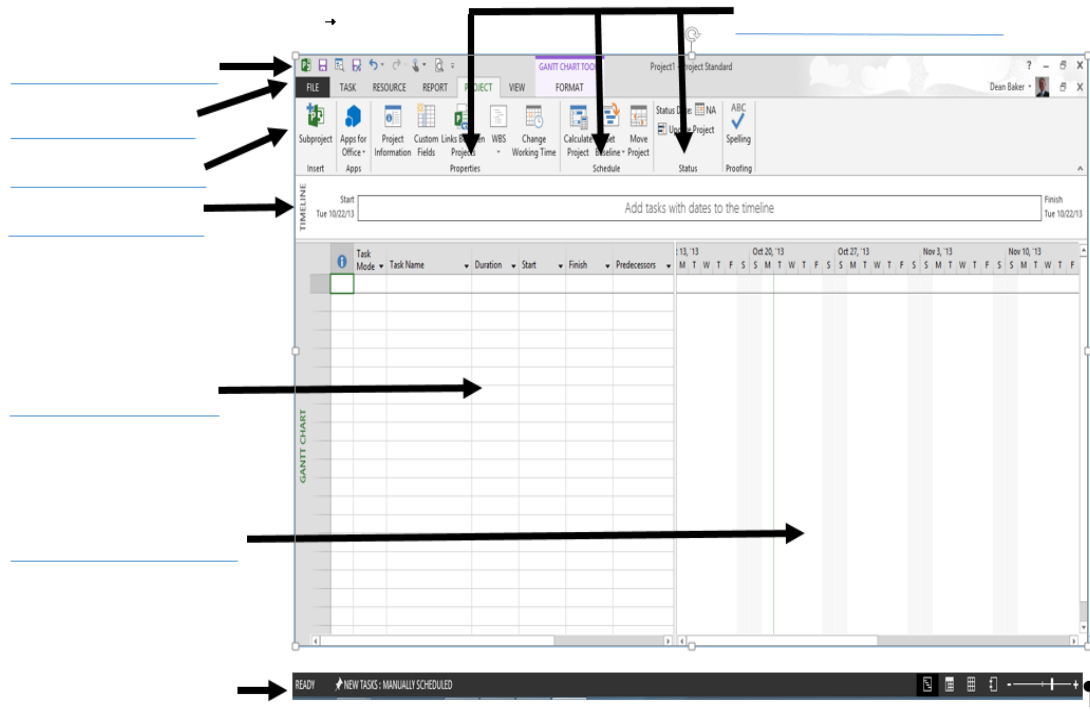 GANTT CHART TOO Project1 - Project Standard
? X
FILE TASK RESOURCE REPORT PROJECT VIEW FORMAT Dean Baker
Subproject Apps for Office Project Information Custom Fields Links Between Projects WBS Change Working Time Calculate Project Set Baseline Move Project Status Date: NA Update Project ABC Spelling
Insert Apps Properties Schedule Status Proofing
TIMELINE
Start
Tue 10/22/13
Add tasks with dates to the timeline
Finish
Tue 10/22/13
Task Mode Task Name Duration Start Finish Predecessors
13, '13 Oct 20, '13 Oct 27, '13 Nov 3, '13 Nov 10, '13
M T W T F S S M T W T F S S M T W T F S S M T W T F S S M T W T F
GANTT CHART
READY NEW TASKS : MANUALLY SCHEDULED